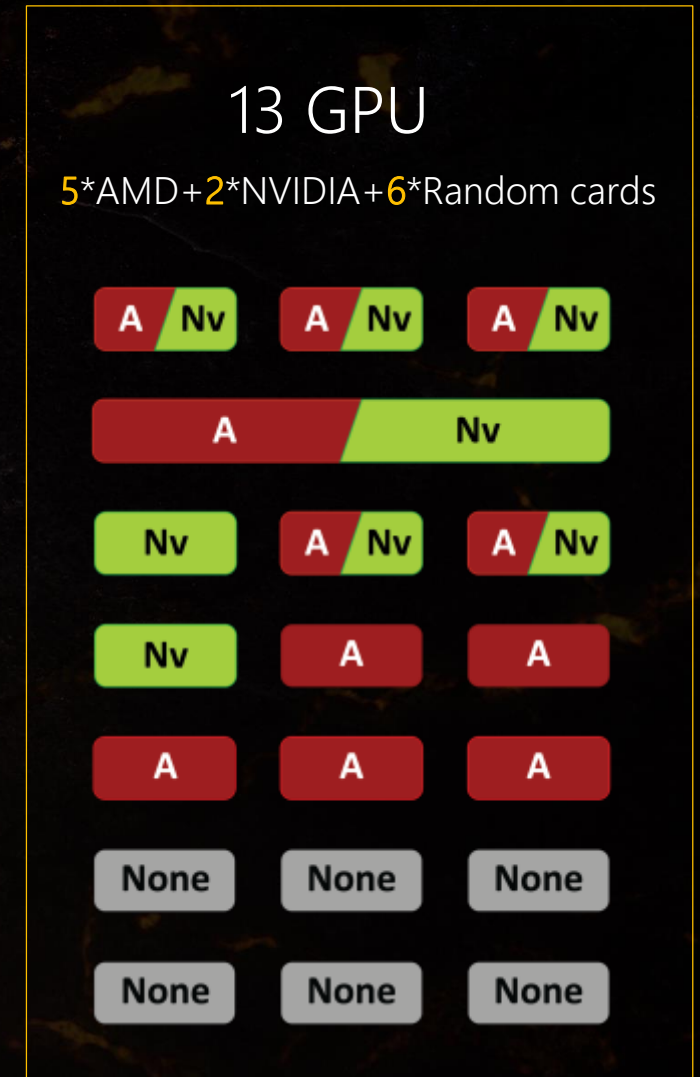 13 GPU
5*AMD+2*NVIDIA+6*Random cards
A Nv A Nv A Nv
A Nv
Nv A Nv A Nv
Nv A A
A A A
None None None
None None None